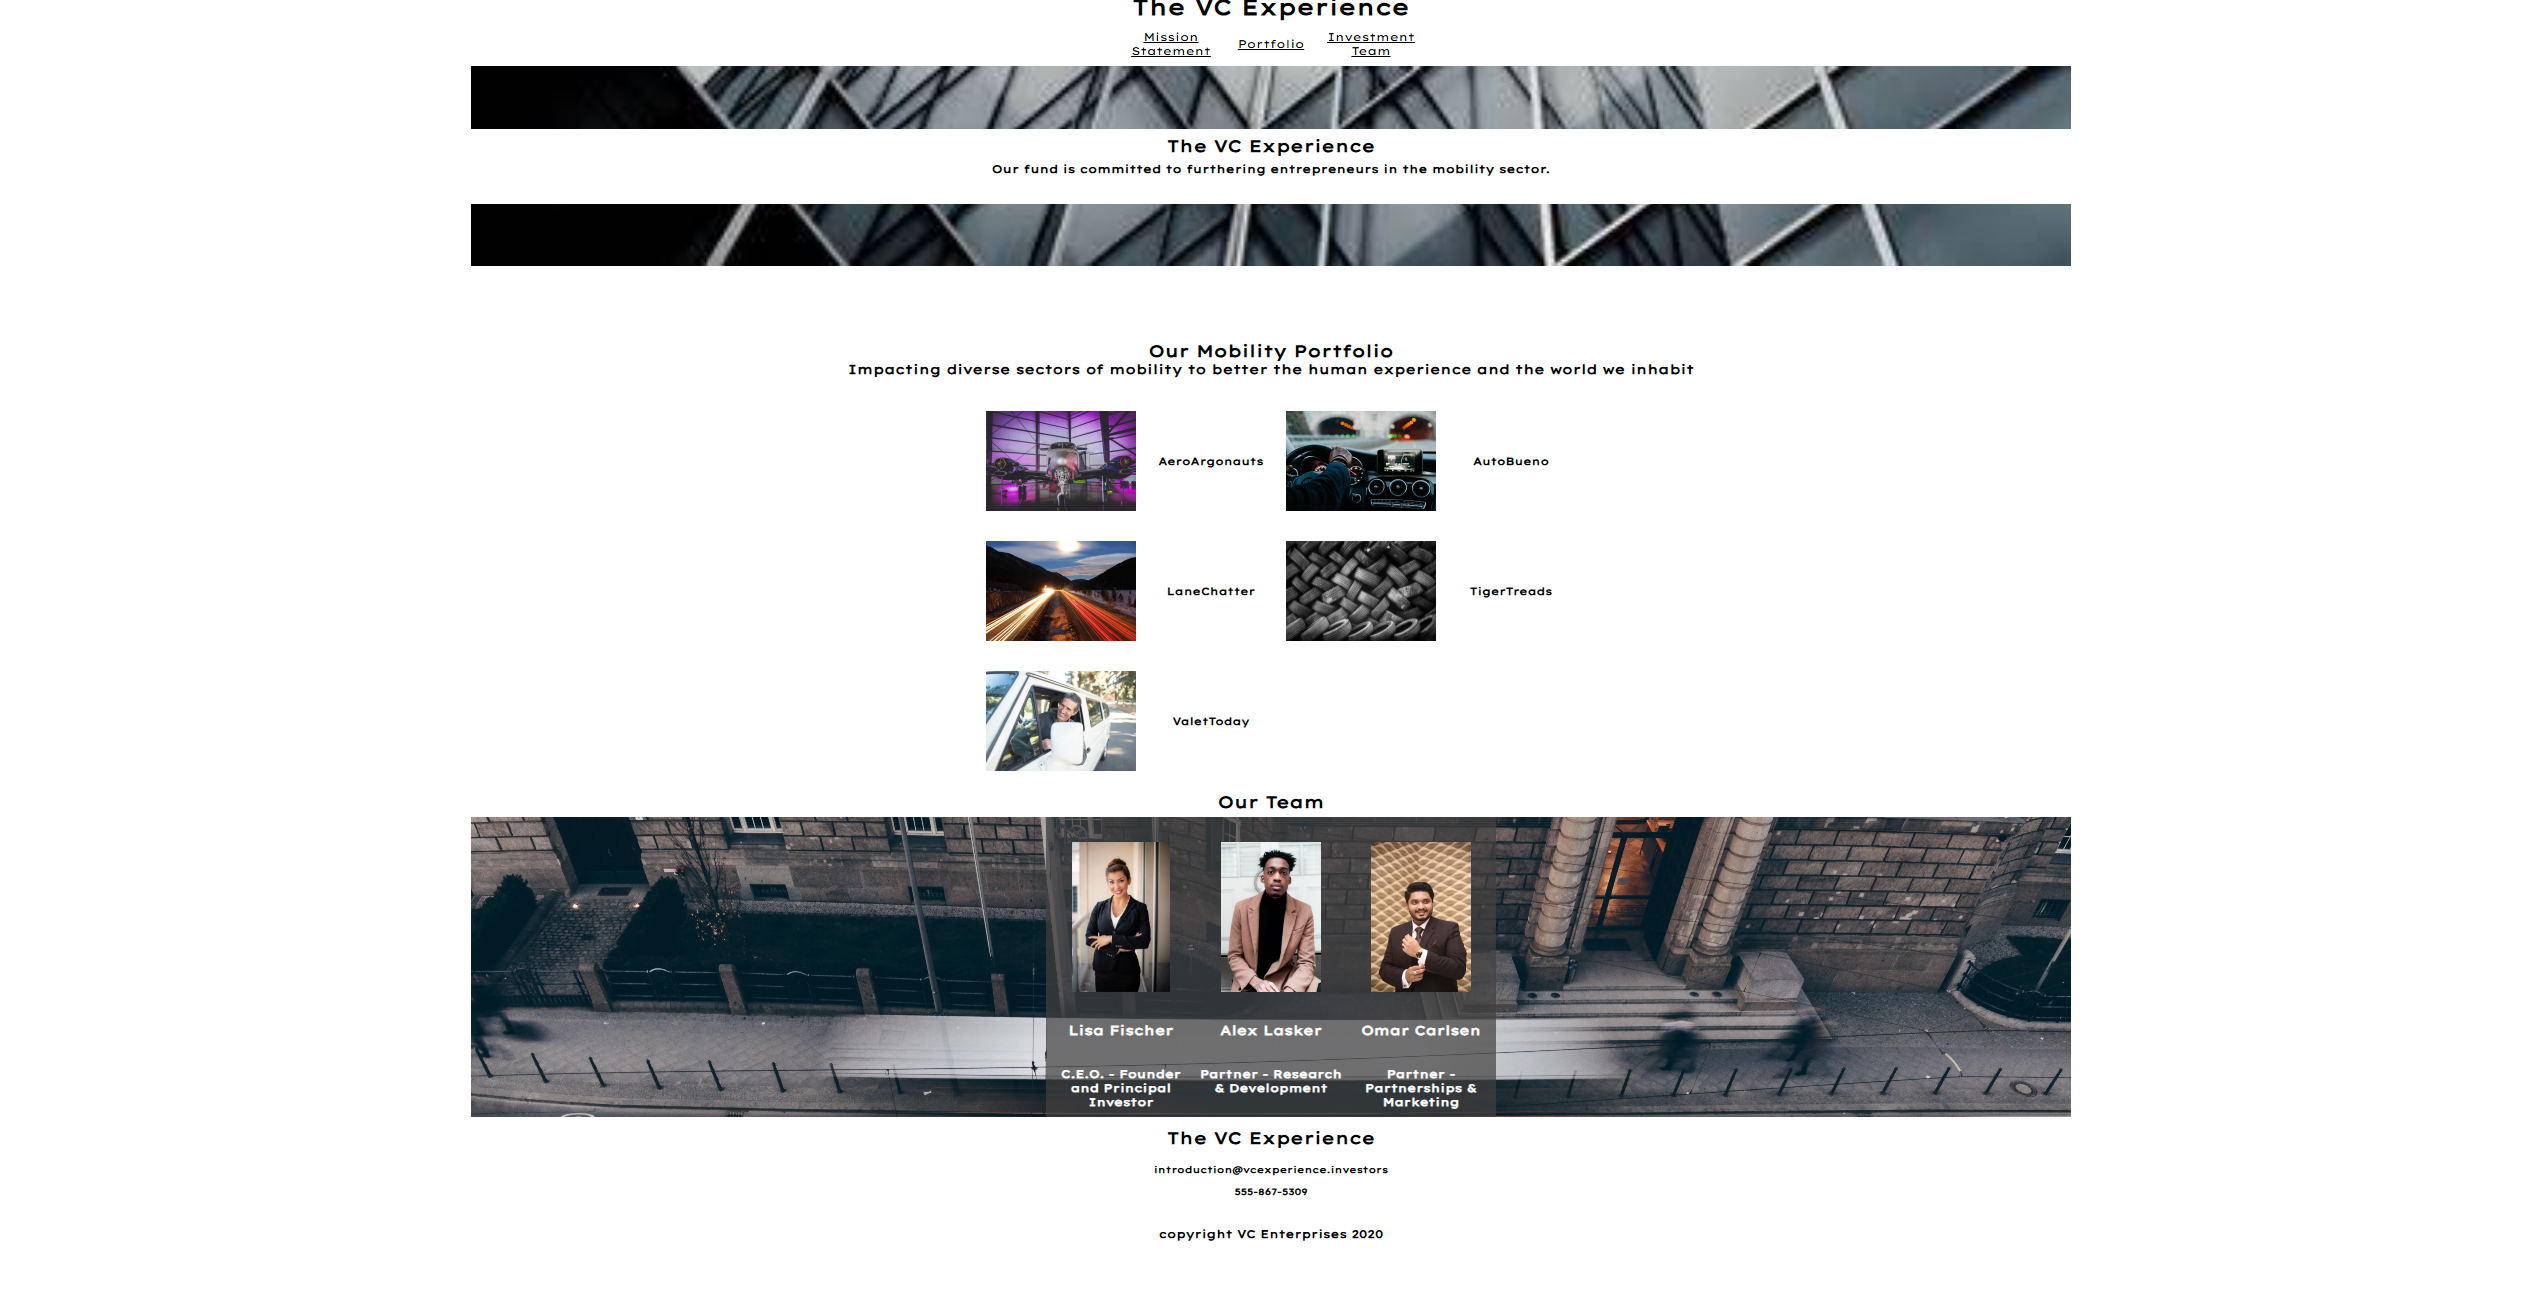 The VC Experience
Mission
Statement
Portfolio
Investment
Team
The VC Experience
Our fund is committed to furthering entrepreneurs in the mobility sector.
Our Mobility Portfolio
Impacting diverse sectors of mobility to better the human experience and the world we inhabit
AeroArgonauts
AutoBueno
LaneChatter
TigerTreads
ValetToday
Our Team
Lisa Fischer
Alex Lasker
Omar Carlsen
C.E.O. - Founder
and Principal
Investor
Partner - Research
& Development
Partner -
Partnerships &
Marketing
The VC Experience
introduction@vcexperience.investors
555-867-5309
copyright VC Enterprises 2020